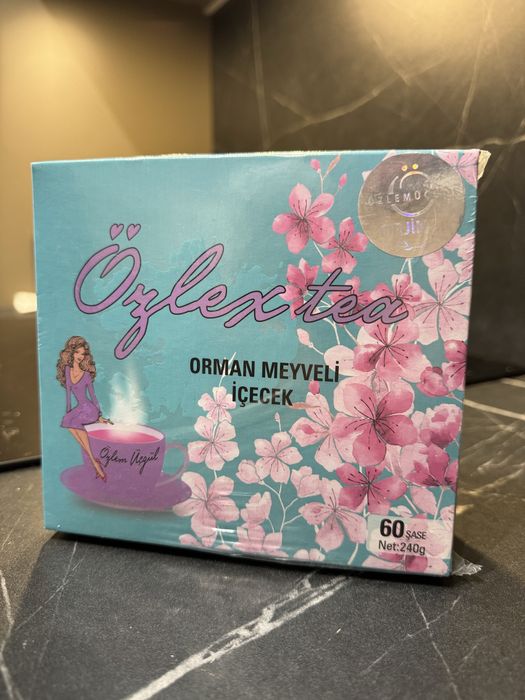 Özlex tea
ORMAN MEYVELİ
İÇECEK
Özlem Üzgül
60 ŞASE
Net:240g